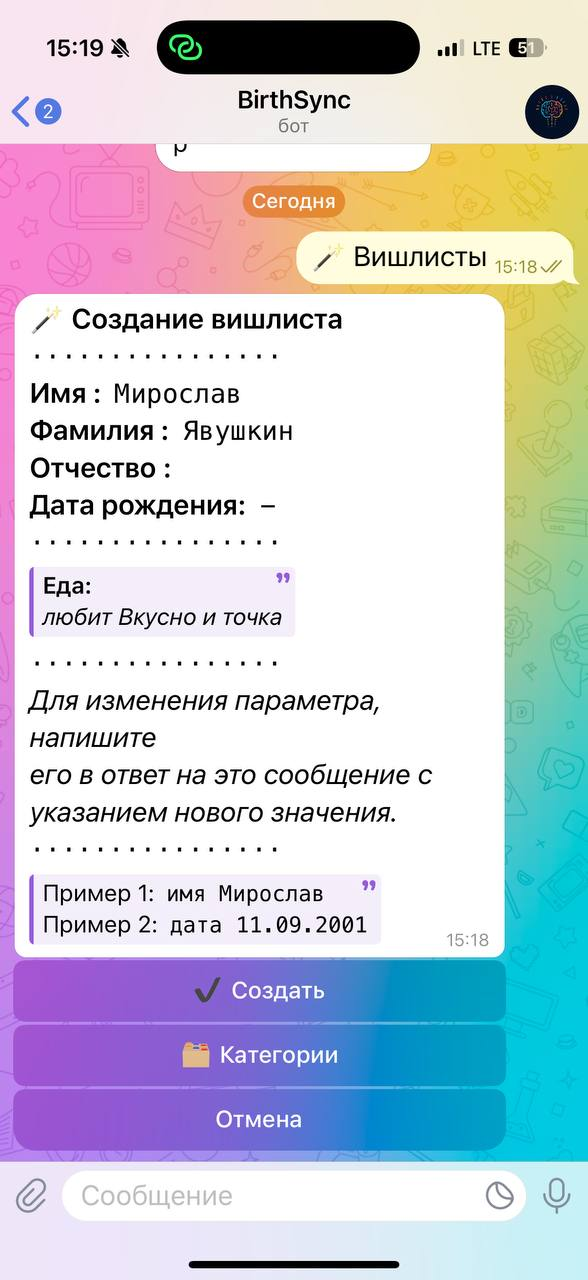 15:19
LTE
51
2
BirthSync
бот
Сегодня
Вишлисты 15:18
Создание вишлиста
................
Имя : Мирослав
Фамилия : Явушкин
Отчество :
Дата рождения: –
................
Еда:
любит Вкусно и точка
................
Для изменения параметра,
напишите
его в ответ на это сообщение с
указанием нового значения.
................
Пример 1: имя Мирослав
Пример 2: дата 11.09.2001
15:18
Создать
Категории
Отмена
Сообщение